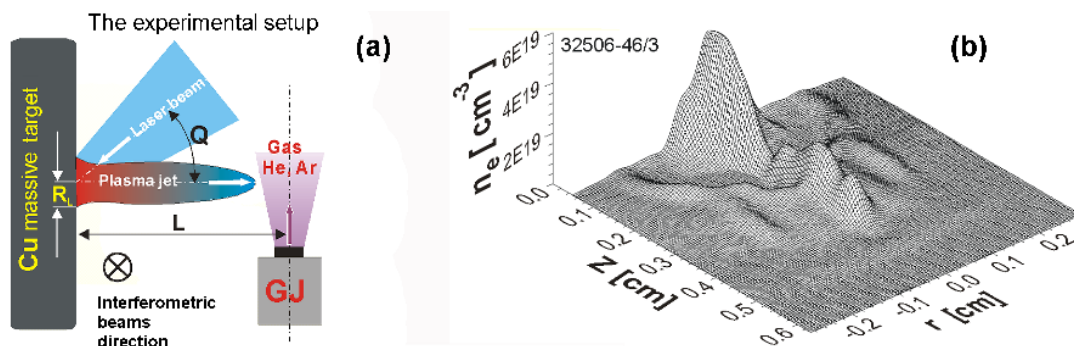 The experimental setup
(a)
Cu massive target
Laser beam
Q
Gas
He, Ar
Plasma jet
R_L
L
GJ
Interferometric
beams
direction
(b)
32506-46/3
n_e [cm^-3]
6E19
4E19
2E19
0.0
0.1
0.2
0.3
0.4
0.5
0.6
Z [cm]
-0.2
-0.1
0.0
0.1
0.2
r [cm]